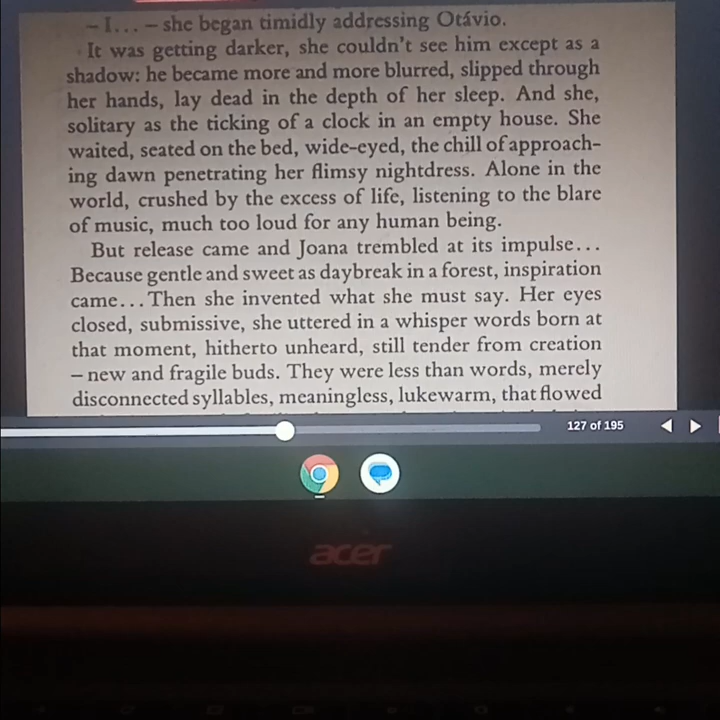 – I... – she began timidly addressing Otávio.
It was getting darker, she couldn't see him except as a
shadow: he became more and more blurred, slipped through
her hands, lay dead in the depth of her sleep. And she,
solitary as the ticking of a clock in an empty house. She
waited, seated on the bed, wide-eyed, the chill of approach-
ing dawn penetrating her flimsy nightdress. Alone in the
world, crushed by the excess of life, listening to the blare
of music, much too loud for any human being.
But release came and Joana trembled at its impulse...
Because gentle and sweet as daybreak in a forest, inspiration
came... Then she invented what she must say. Her eyes
closed, submissive, she uttered in a whisper words born at
that moment, hitherto unheard, still tender from creation
– new and fragile buds. They were less than words, merely
disconnected syllables, meaningless, lukewarm, that flowed
127 of 195
acer